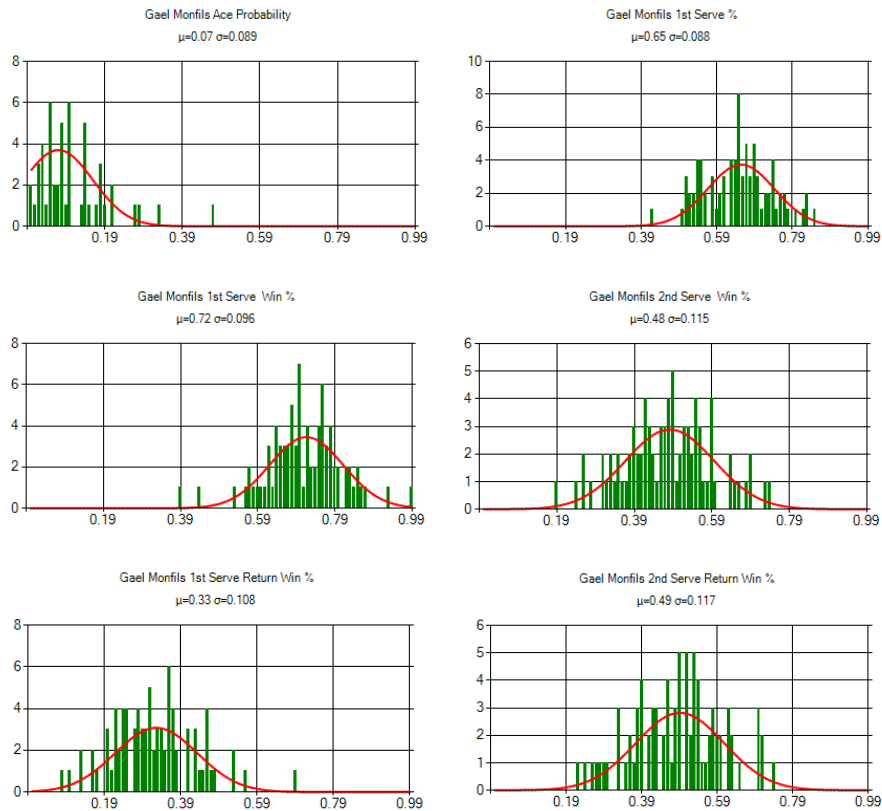 Gael Monfils Ace Probability
μ=0.07 σ=0.089
8
6
4
2
0
0.19 0.39 0.59 0.79 0.99
Gael Monfils 1st Serve %
μ=0.65 σ=0.088
10
8
6
4
2
0
0.19 0.39 0.59 0.79 0.99
Gael Monfils 1st Serve Win %
μ=0.72 σ=0.096
8
6
4
2
0
0.19 0.39 0.59 0.79 0.99
Gael Monfils 2nd Serve Win %
μ=0.48 σ=0.115
6
5
4
3
2
1
0
0.19 0.39 0.59 0.79 0.99
Gael Monfils 1st Serve Return Win %
μ=0.33 σ=0.108
8
6
4
2
0
0.19 0.39 0.59 0.79 0.99
Gael Monfils 2nd Serve Return Win %
μ=0.49 σ=0.117
6
5
4
3
2
1
0
0.19 0.39 0.59 0.79 0.99